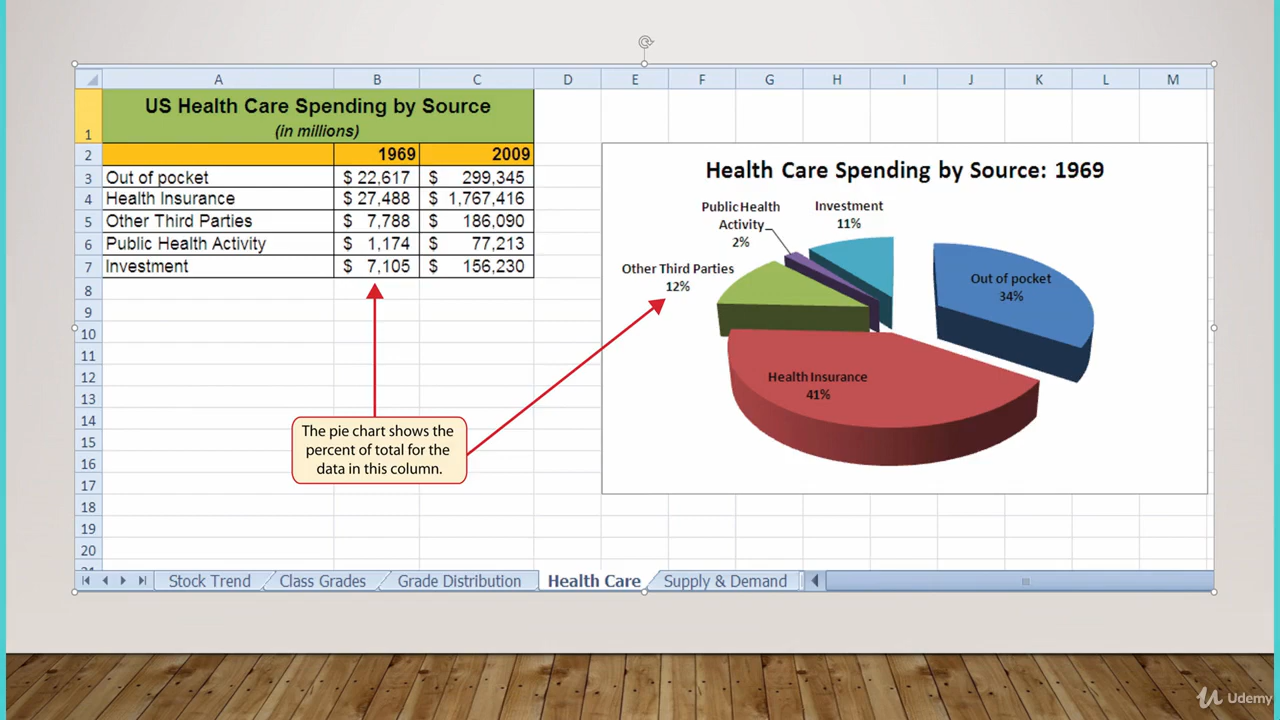 A B C D E F G H I J K L M
1 US Health Care Spending by Source
(in millions)
2 1969 2009
3 Out of pocket $ 22,617 $ 299,345
4 Health Insurance $ 27,488 $ 1,767,416
5 Other Third Parties $ 7,788 $ 186,090
6 Public Health Activity $ 1,174 $ 77,213
7 Investment $ 7,105 $ 156,230
8
9
10
11
12
13
14
15
16
17
18
19
20
Health Care Spending by Source: 1969
Public Health
Activity
2%
Investment
11%
Other Third Parties
12%
Out of pocket
34%
Health Insurance
41%
The pie chart shows the
percent of total for the
data in this column.
Stock Trend Class Grades Grade Distribution Health Care Supply & Demand
Udemy